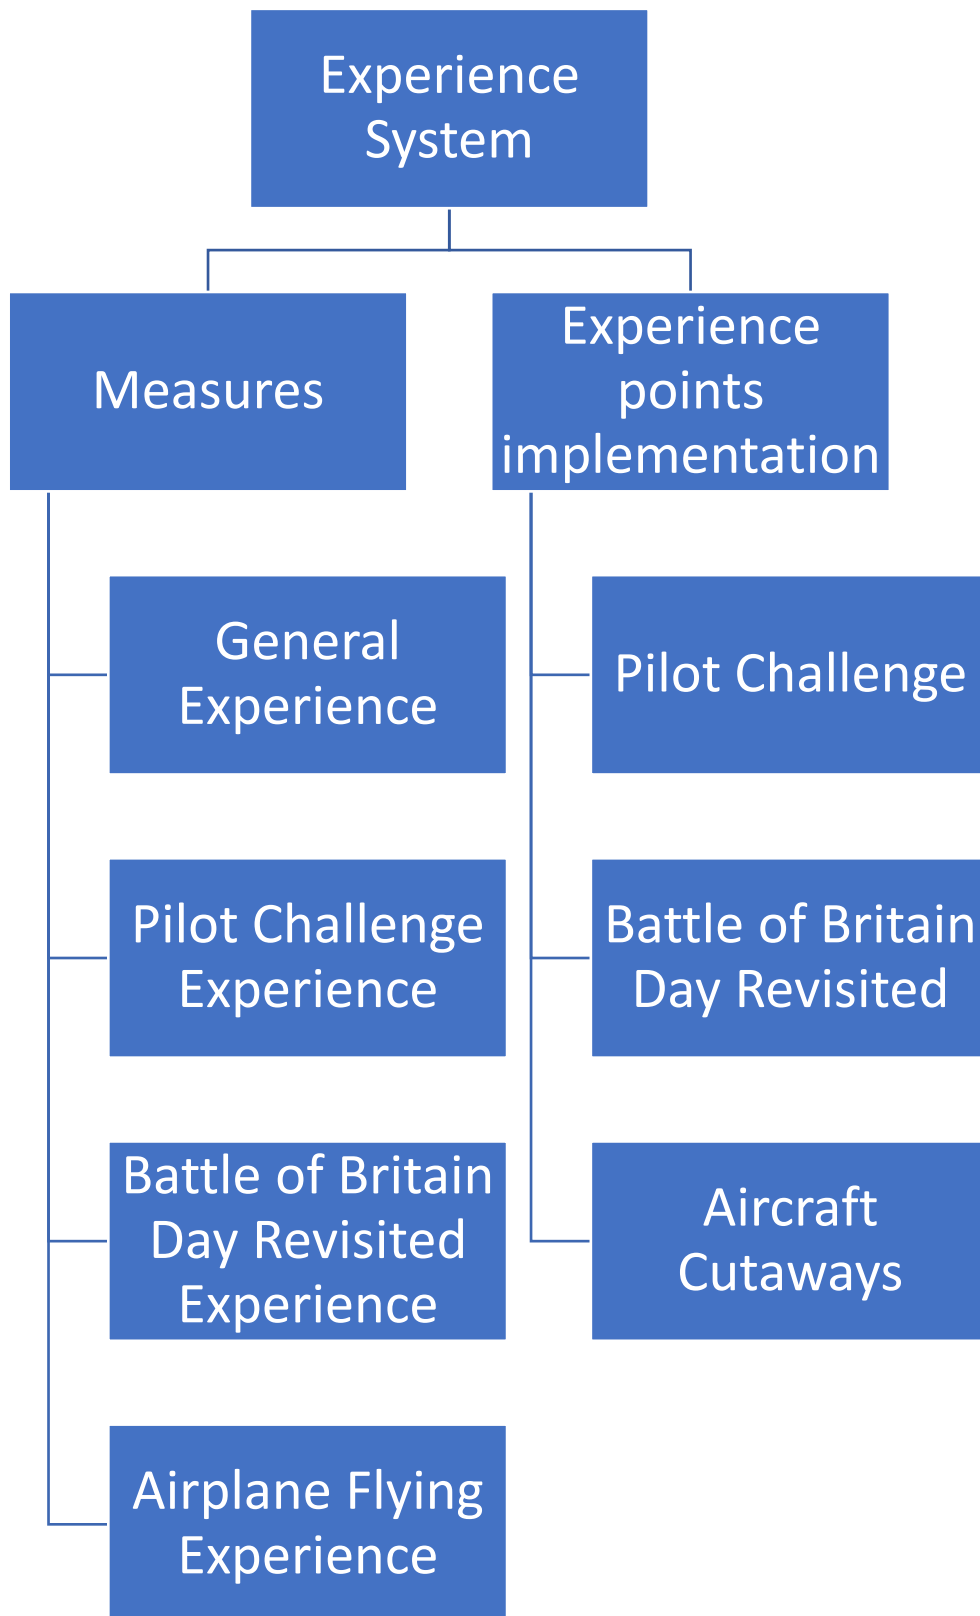 Experience
System
Measures
Experience
points
implementation
General
Experience
Pilot Challenge
Pilot Challenge
Experience
Battle of Britain
Day Revisited
Battle of Britain
Day Revisited
Experience
Aircraft
Cutaways
Airplane Flying
Experience